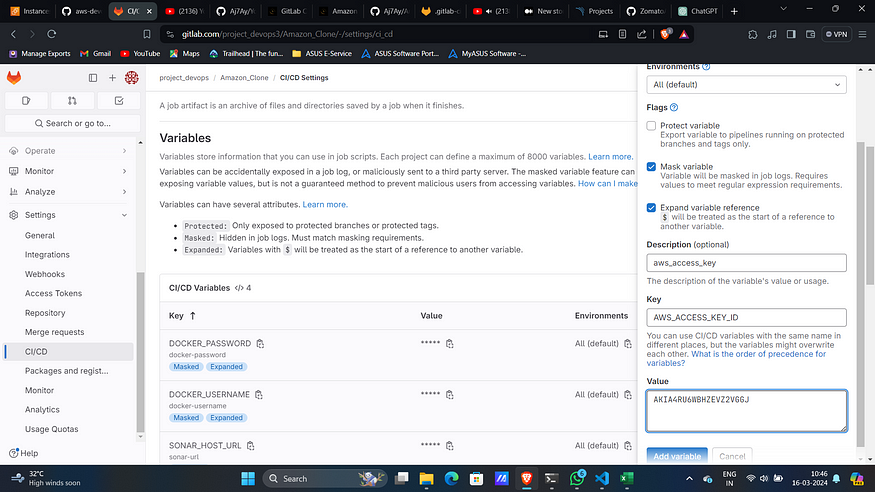 Instance
aws-dev
CI/C
(2136) Y
Aj7Ay/Y
GitLab C
Amazon
Aj7Ay/A
.gitlab-c
(213
New sto
Projects
Zomato
ChatGPT
gitlab.com/project_devops3/Amazon_Clone/-/settings/ci_cd
VPN
Manage Exports
Gmail
YouTube
Maps
Trailhead | The fun...
ASUS E-Service
ASUS Software Port...
MyASUS Software -...
project_devops / Amazon_Clone / CI/CD Settings
Search or go to...
Operate
Monitor
Analyze
Settings
General
Integrations
Webhooks
Access Tokens
Repository
Merge requests
CI/CD
Packages and regist...
Monitor
Analytics
Usage Quotas
Help
A job artifact is an archive of files and directories saved by a job when it finishes.
Variables
Variables store information that you can use in job scripts. Each project can define a maximum of 8000 variables. Learn more.
Variables can be accidentally exposed in a job log, or maliciously sent to a third party server. The masked variable feature can
exposing variable values, but is not a guaranteed method to prevent malicious users from accessing variables. How can I make
Variables can have several attributes. Learn more.
• Protected: Only exposed to protected branches or protected tags.
• Masked: Hidden in job logs. Must match masking requirements.
• Expanded: Variables with $ will be treated as the start of a reference to another variable.
CI/CD Variables </> 4
Key ↑ Value Environments
DOCKER_PASSWORD ***** All (default)
docker-password
Masked Expanded
DOCKER_USERNAME ***** All (default)
docker-username
Masked Expanded
SONAR_HOST_URL ***** All (default)
sonar-url
Environments
All (default)
Flags
Protect variable
Export variable to pipelines running on protected
branches and tags only.
Mask variable
Variable will be masked in job logs. Requires
values to meet regular expression requirements.
Expand variable reference
$ will be treated as the start of a reference to
another variable.
Description (optional)
aws_access_key
The description of the variable's value or usage.
Key
AWS_ACCESS_KEY_ID
You can use CI/CD variables with the same name in
different places, but the variables might overwrite
each other. What is the order of precedence for
variables?
Value
AKIA4RU6WBHZEVZ2VGGJ
Add variable
Cancel
32°C
High winds soon
Search
ENG
IN
10:46
16-03-2024